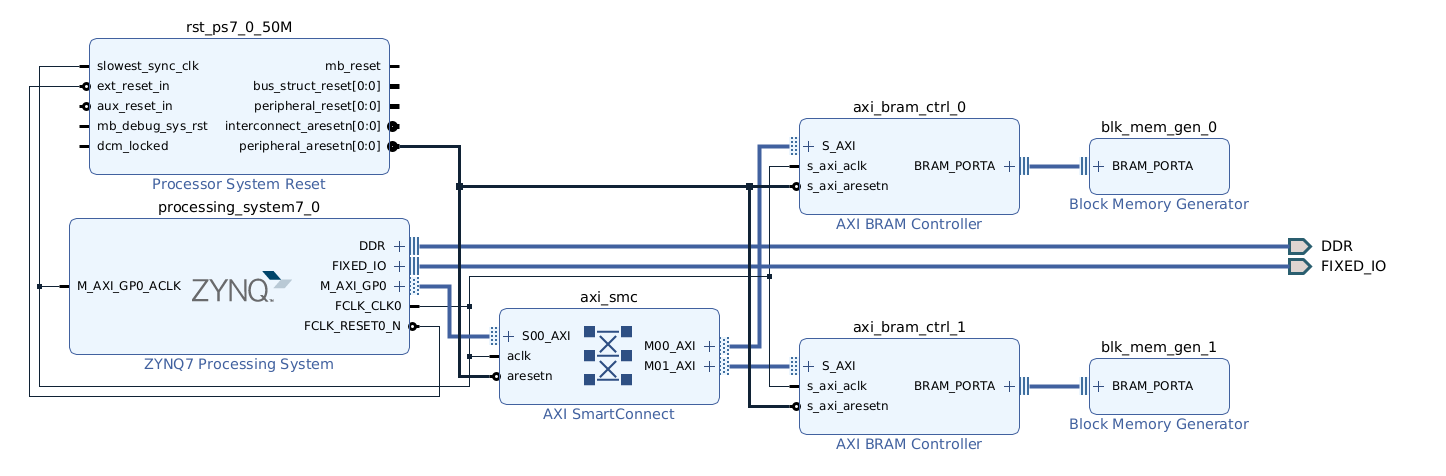 rst_ps7_0_50M
slowest_sync_clk
ext_reset_in
aux_reset_in
mb_debug_sys_rst
dcm_locked
mb_reset
bus_struct_reset[0:0]
peripheral_reset[0:0]
interconnect_aresetn[0:0]
peripheral_aresetn[0:0]
Processor System Reset
processing_system7_0
M_AXI_GP0_ACLK
ZYNQ
DDR
FIXED_IO
M_AXI_GP0
FCLK_CLK0
FCLK_RESET0_N
ZYNQ7 Processing System
axi_smc
S00_AXI
aclk
aresetn
M00_AXI
M01_AXI
AXI SmartConnect
axi_bram_ctrl_0
S_AXI
s_axi_aclk
s_axi_aresetn
BRAM_PORTA
AXI BRAM Controller
blk_mem_gen_0
BRAM_PORTA
Block Memory Generator
DDR
FIXED_IO
axi_bram_ctrl_1
S_AXI
s_axi_aclk
s_axi_aresetn
BRAM_PORTA
AXI BRAM Controller
blk_mem_gen_1
BRAM_PORTA
Block Memory Generator